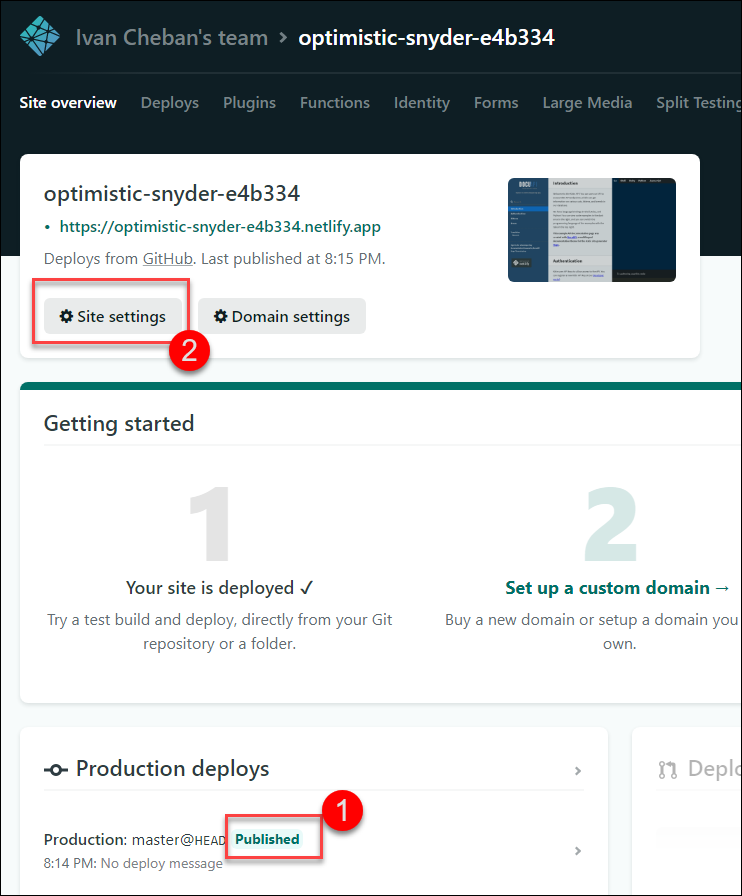 Ivan Cheban's team > optimistic-snyder-e4b334
Site overview Deploys Plugins Functions Identity Forms Large Media Split Testing
optimistic-snyder-e4b334
• https://optimistic-snyder-e4b334.netlify.app
Deploys from GitHub. Last published at 8:15 PM.
Site settings Domain settings
2
Introduction
Authentication
Getting started
1 2
Your site is deployed ✓ Set up a custom domain →
Try a test build and deploy, directly from your Git Buy a new domain or setup a domain you
repository or a folder. own.
Production deploys > Deplo
1
Production: master@HEAD Published >
8:14 PM: No deploy message